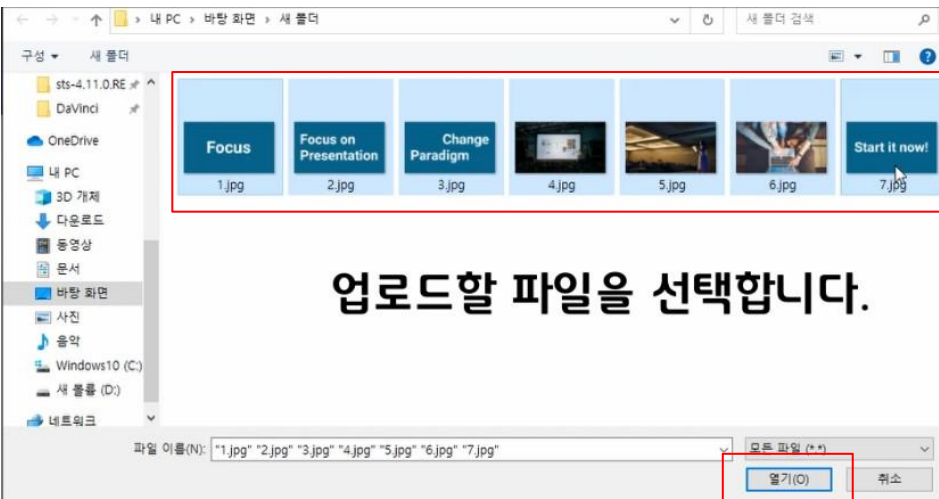 내 PC › 바탕 화면 › 새 폴더
새 폴더 검색
구성
새 폴더
sts-4.11.0.RE
DaVinci
OneDrive
내 PC
3D 개체
다운로드
동영상
문서
바탕 화면
사진
음악
Windows10 (C:)
새 볼륨 (D:)
네트워크
Focus
1.jpg
Focus on
Presentation
2.jpg
Change
Paradigm
3.jpg
4.jpg
5.jpg
6.jpg
Start it now!
7.jpg
업로드할 파일을 선택합니다.
파일 이름(N):
"1.jpg" "2.jpg" "3.jpg" "4.jpg" "5.jpg" "6.jpg" "7.jpg"
모든 파일 (*.*)
열기(O)
취소